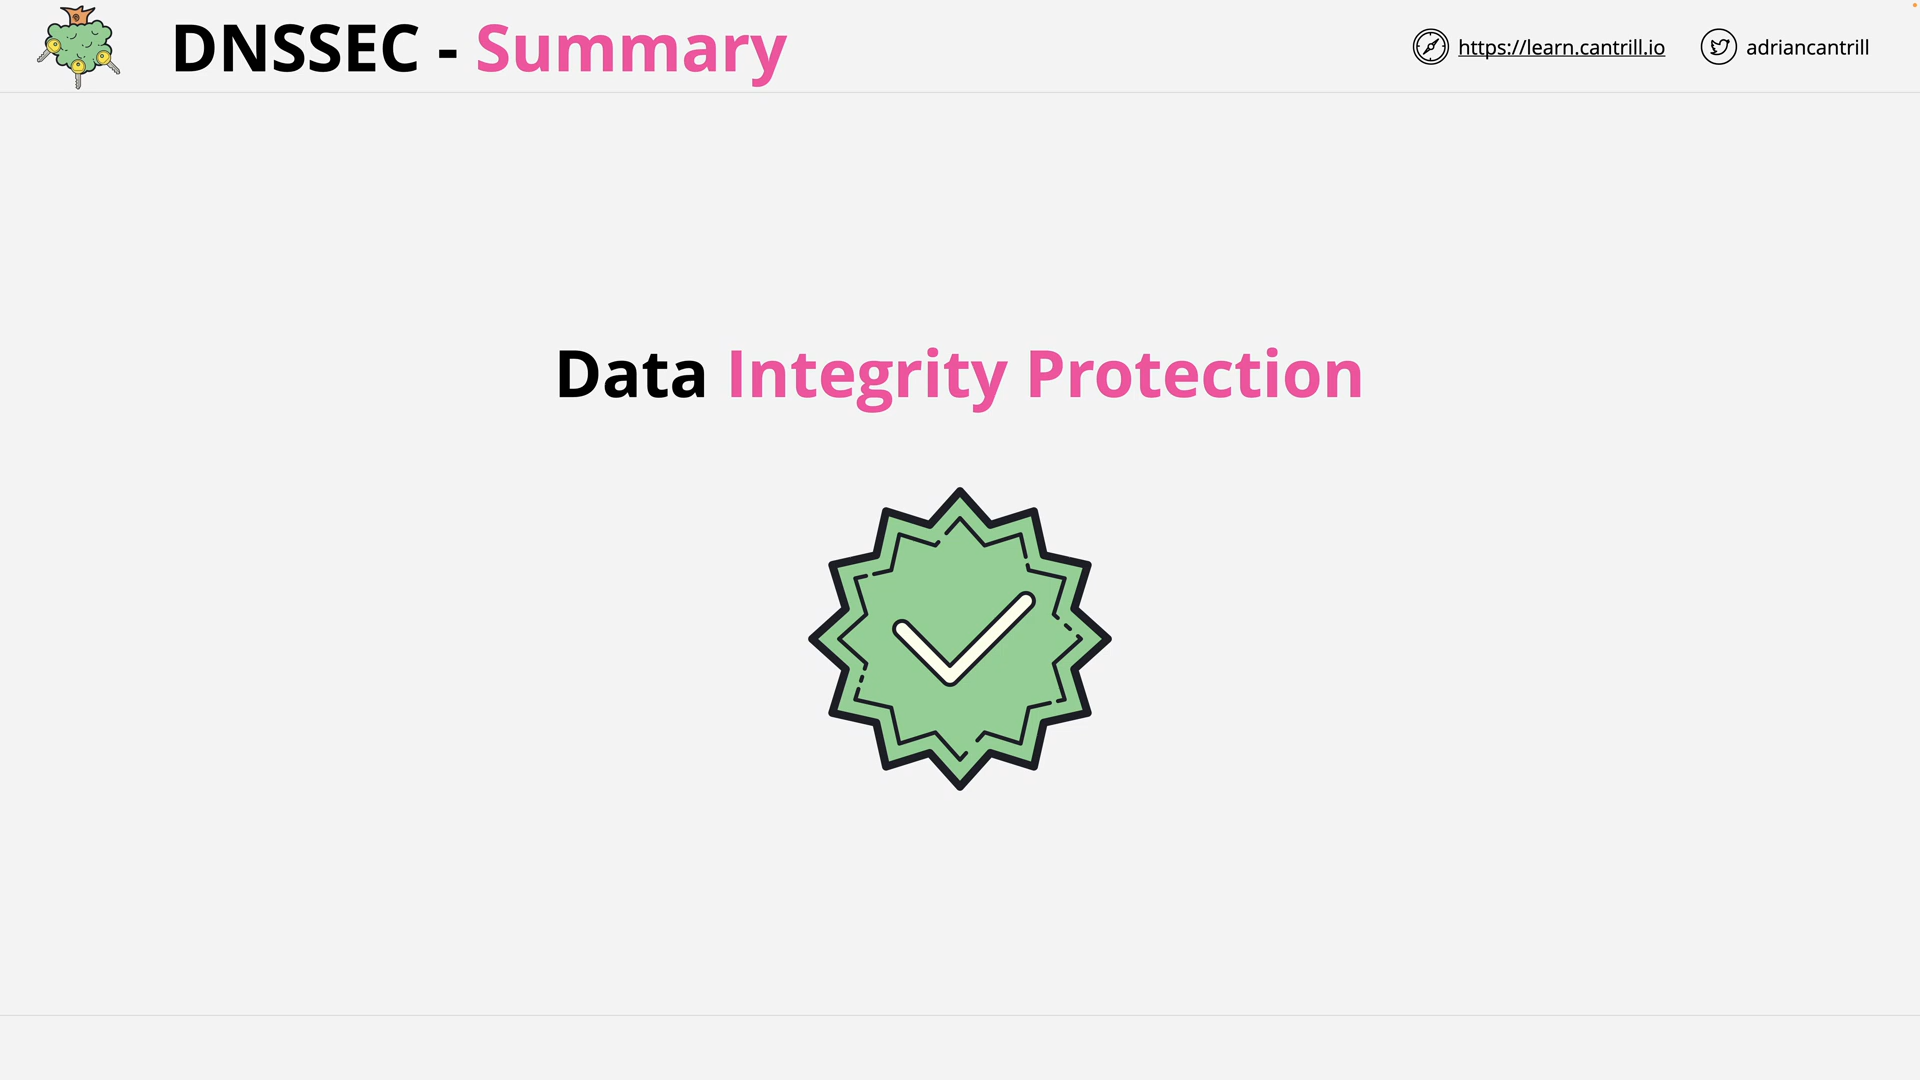 DNSSEC - Summary
https://learn.cantrill.io
adriancantrill
Data Integrity Protection